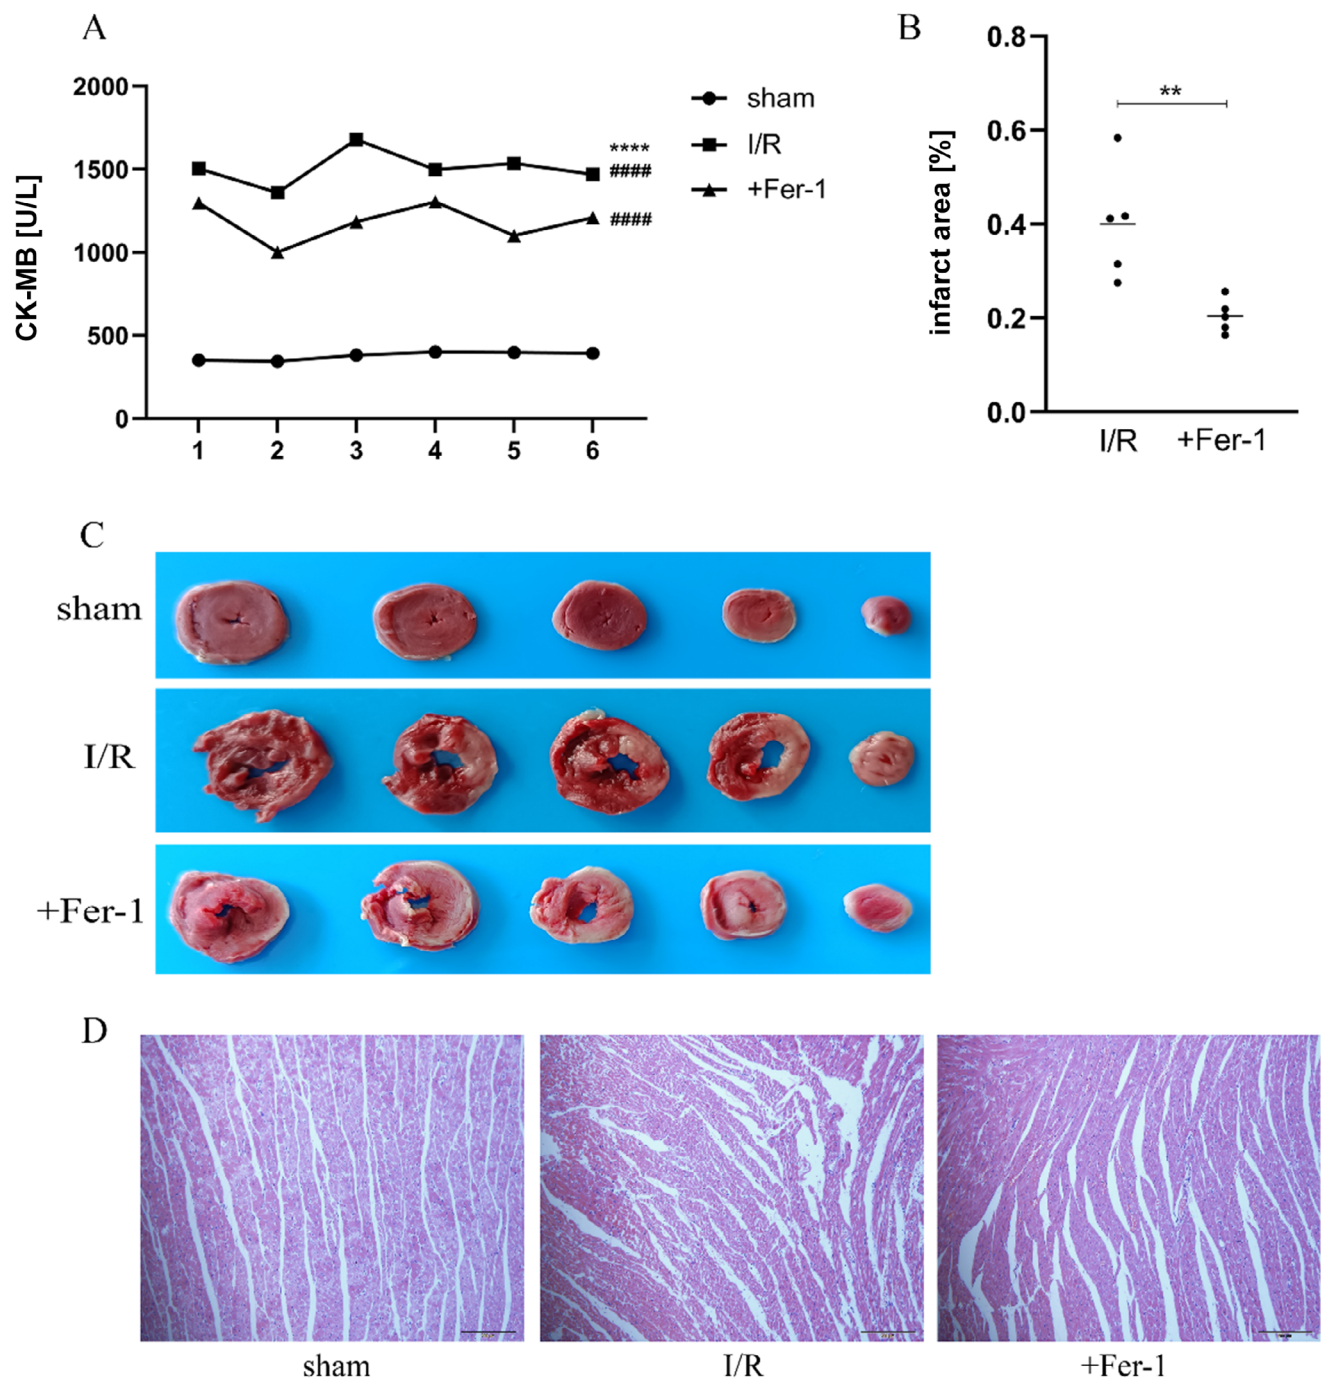 A
CK-MB [U/L]
2000
1500
1000
500
0
1 2 3 4 5 6
****
####
####
sham
I/R
+Fer-1
B
infarct area [%]
0.8
0.6
0.4
0.2
0.0
**
I/R +Fer-1
C
sham
I/R
+Fer-1
D
sham I/R +Fer-1